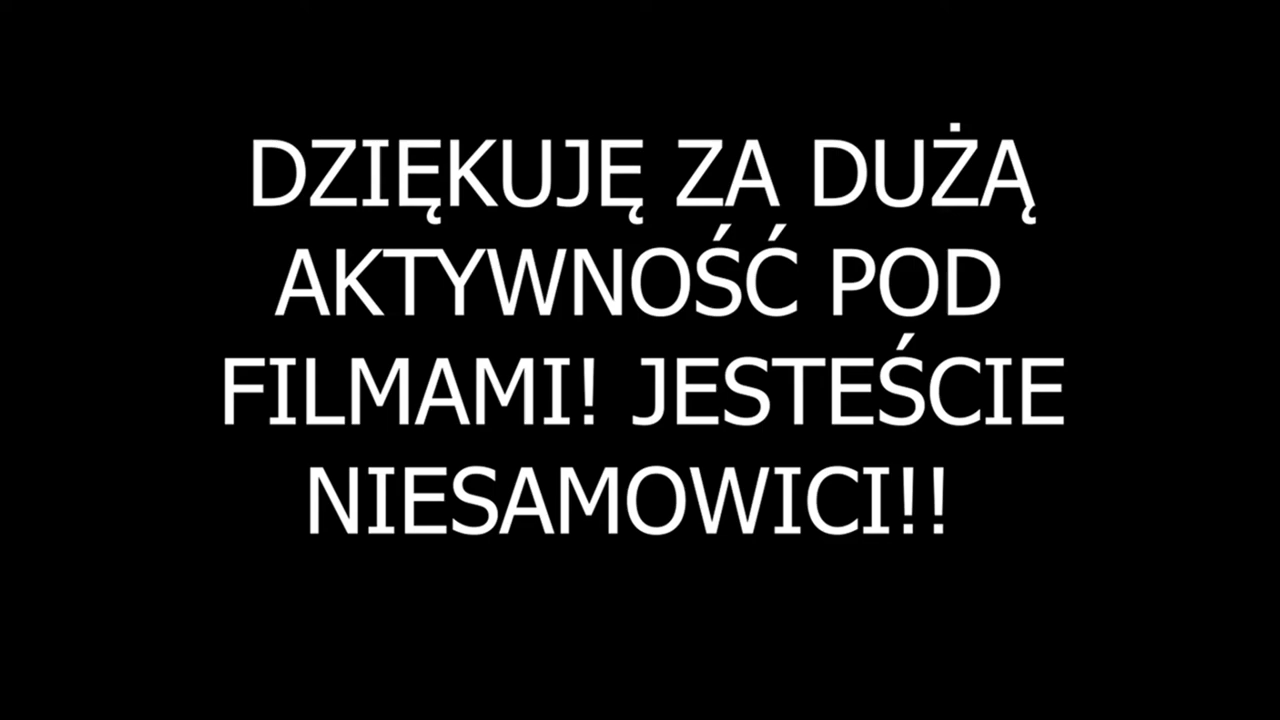 DZIĘKUJĘ ZA DUŻĄ
AKTYWNOŚĆ POD
FILMAMI! JESTEŚCIE
NIESAMOWICI!!